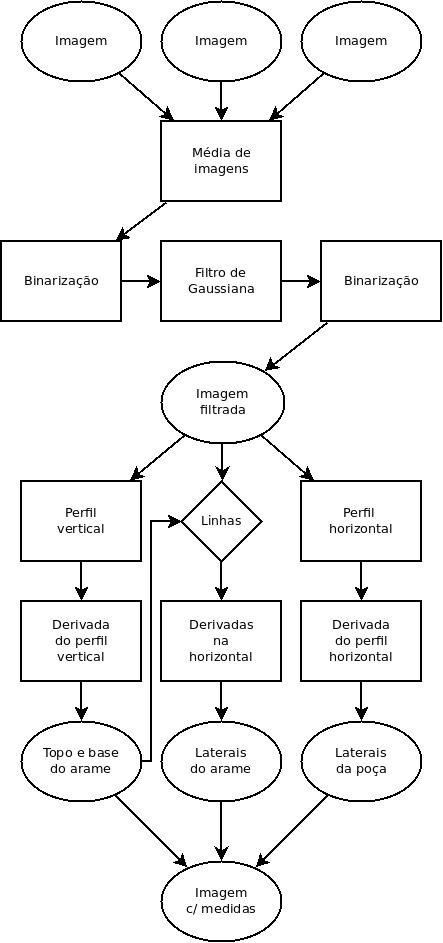 Imagem
Imagem
Imagem
Média de
imagens
Binarização
Filtro de
Gaussiana
Binarização
Imagem
filtrada
Perfil
vertical
Linhas
Perfil
horizontal
Derivada
do perfil
vertical
Derivadas
na
horizontal
Derivada
do perfil
horizontal
Topo e base
do arame
Laterais
do arame
Laterais
da poça
Imagem
c/ medidas